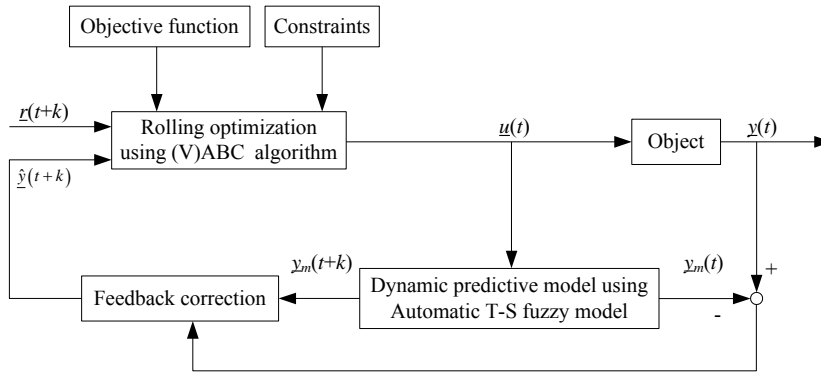 Objective function
Constraints
r(t+k)
Rolling optimization
using (V)ABC algorithm
u(t)
Object
y(t)
ŷ(t+k)
yₘ(t+k)
Dynamic predictive model using
Automatic T-S fuzzy model
yₘ(t)
+
-
Feedback correction